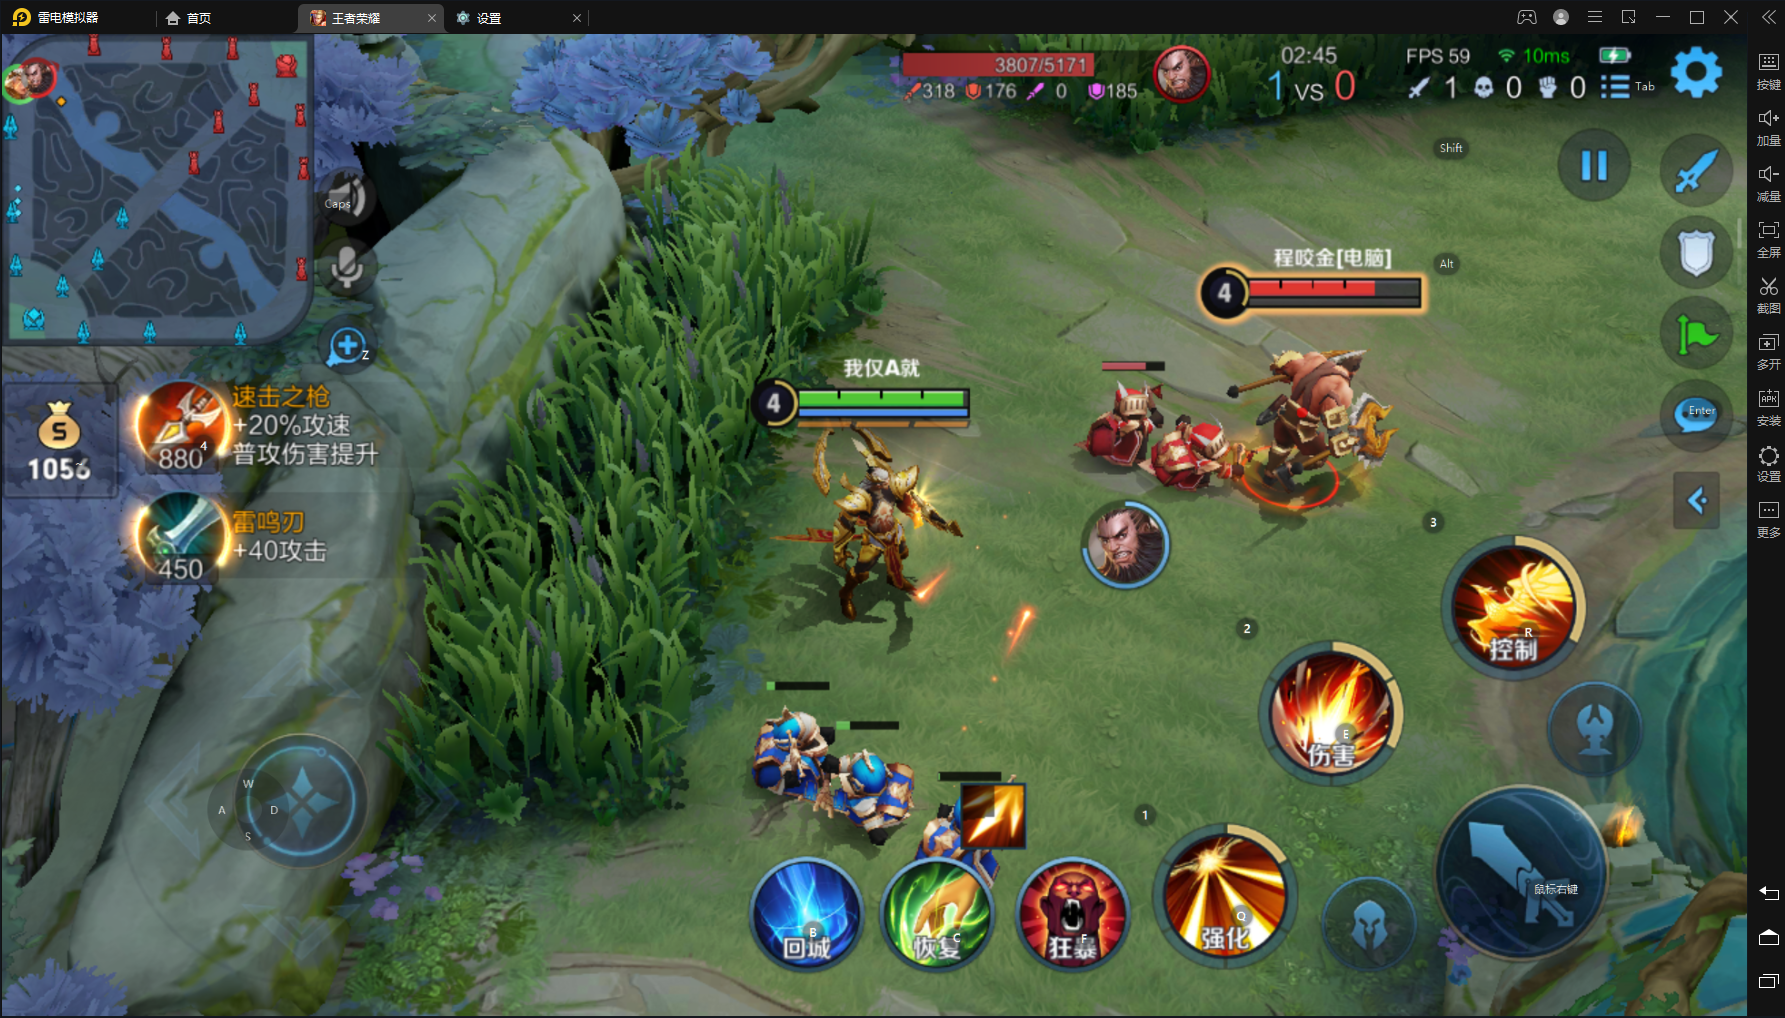 雷电模拟器
首页
王者荣耀
设置
3807/5171
318 176 0 185
02:45
1 VS 0
FPS 59
10ms
1 0 0
Tab
按键
加量
减量
全屏
截图
多开
安装
设置
更多
Caps
Shift
Alt
Z
Enter
程咬金[电脑]
4
我仅A就
4
速击之枪
+20%攻速
普攻伤害提升
880
4
雷鸣刃
+40攻击
450
S
W
A
D
S
3
2
1
R
控制
E
伤害
Q
强化
鼠标右键
B
回城
C
恢复
F
狂暴